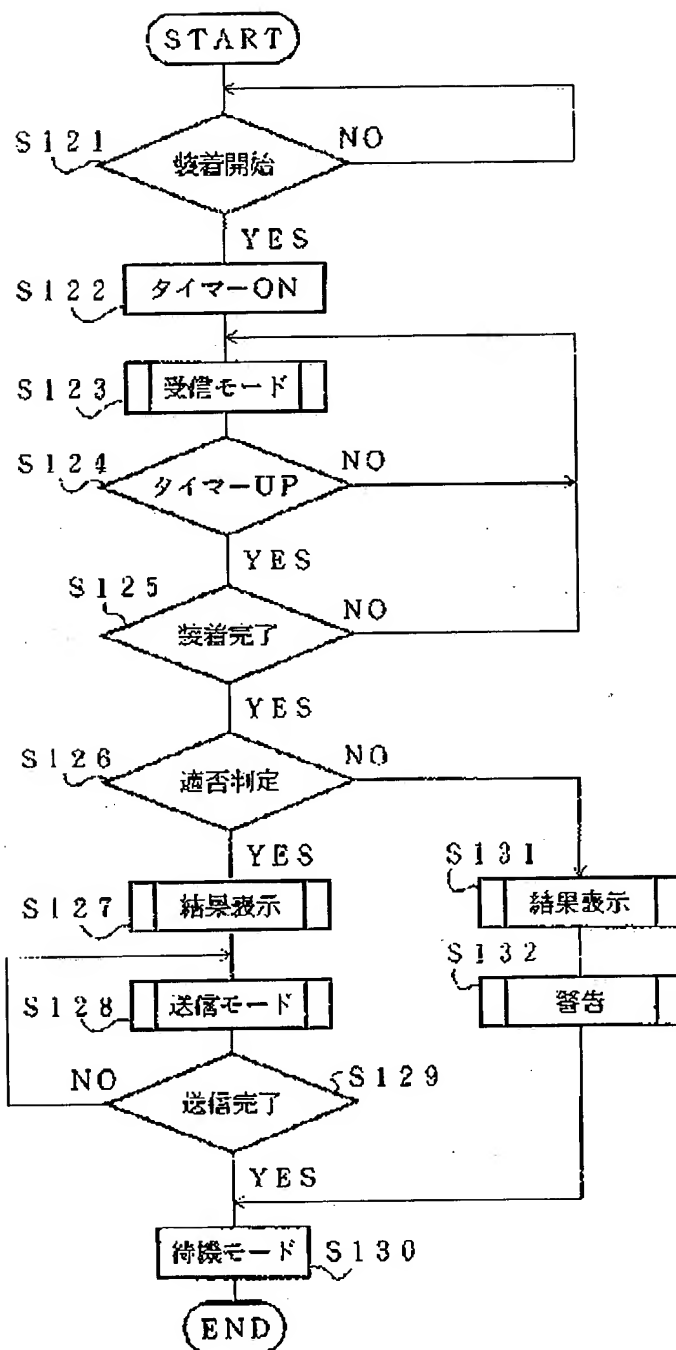 START
S121
装着開始
NO
YES
S122
タイマーON
S123
受信モード
S124
タイマーUP
NO
YES
S125
装着完了
NO
YES
S126
適否判定
NO
YES
S127
結果表示
S131
結果表示
S128
送信モード
S132
警告
NO
送信完了
S129
YES
待機モード
S130
END